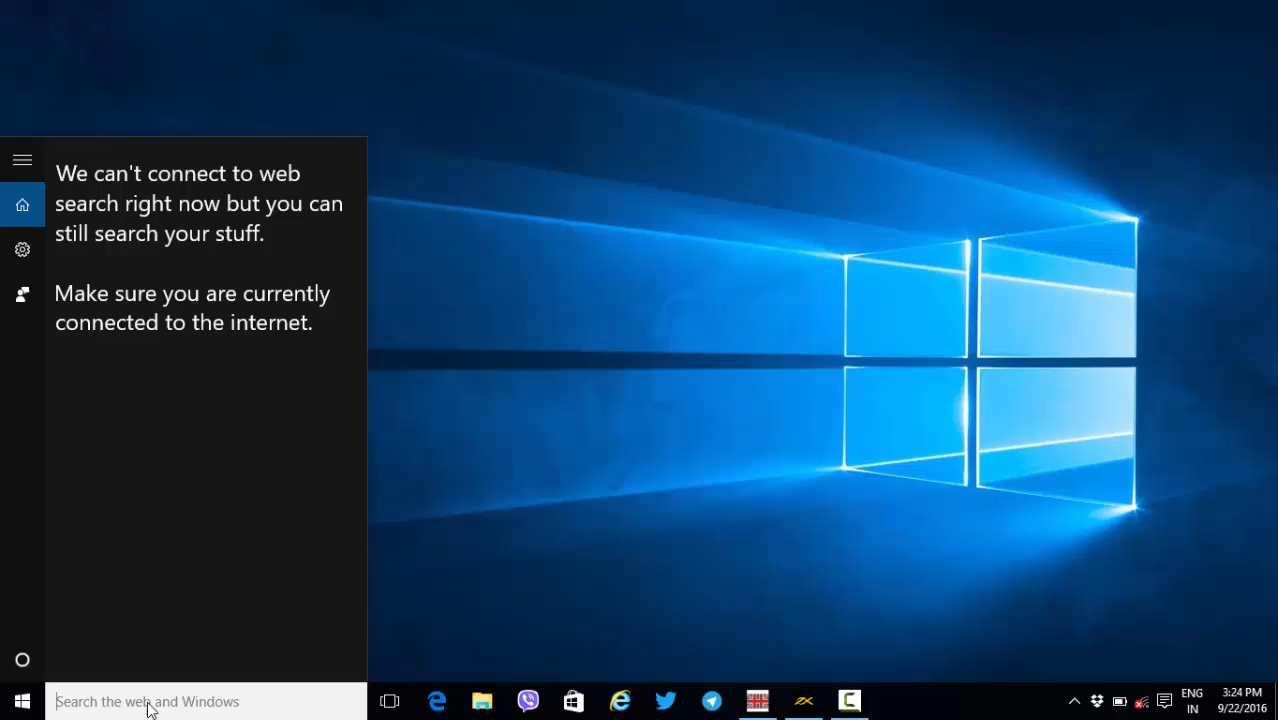 We can't connect to web
search right now but you can
still search your stuff.
Make sure you are currently
connected to the internet.
Search the web and Windows
ENG
IN
3:24 PM
9/22/2016